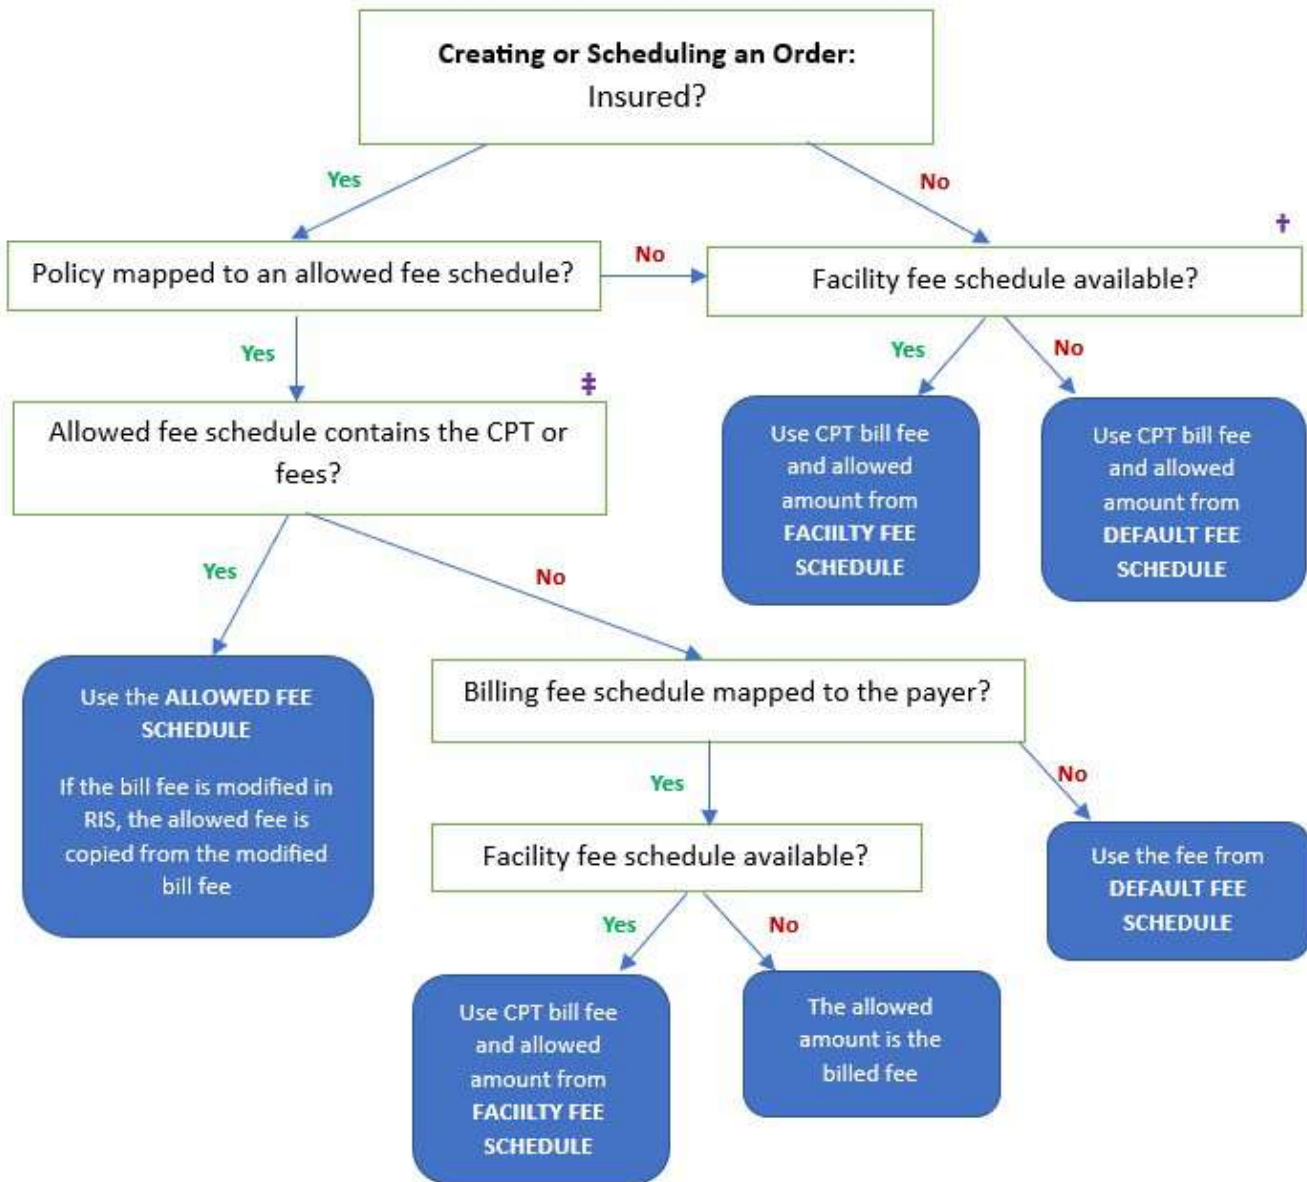 Creating or Scheduling an Order:
Insured?
Yes
No
†
Policy mapped to an allowed fee schedule?
No
Facility fee schedule available?
Yes
Yes
No
‡
Allowed fee schedule contains the CPT or
fees?
Use CPT bill fee
and allowed
amount from
FACIILTY FEE
SCHEDULE
Use CPT bill fee
and allowed
amount from
DEFAULT FEE
SCHEDULE
Yes
No
Use the ALLOWED FEE
SCHEDULE
If the bill fee is modified in
RIS, the allowed fee is
copied from the modified
bill fee
Billing fee schedule mapped to the payer?
Yes
No
Facility fee schedule available?
Use the fee from
DEFAULT FEE
SCHEDULE
Yes
No
Use CPT bill fee
and allowed
amount from
FACIILTY FEE
SCHEDULE
The allowed
amount is the
billed fee